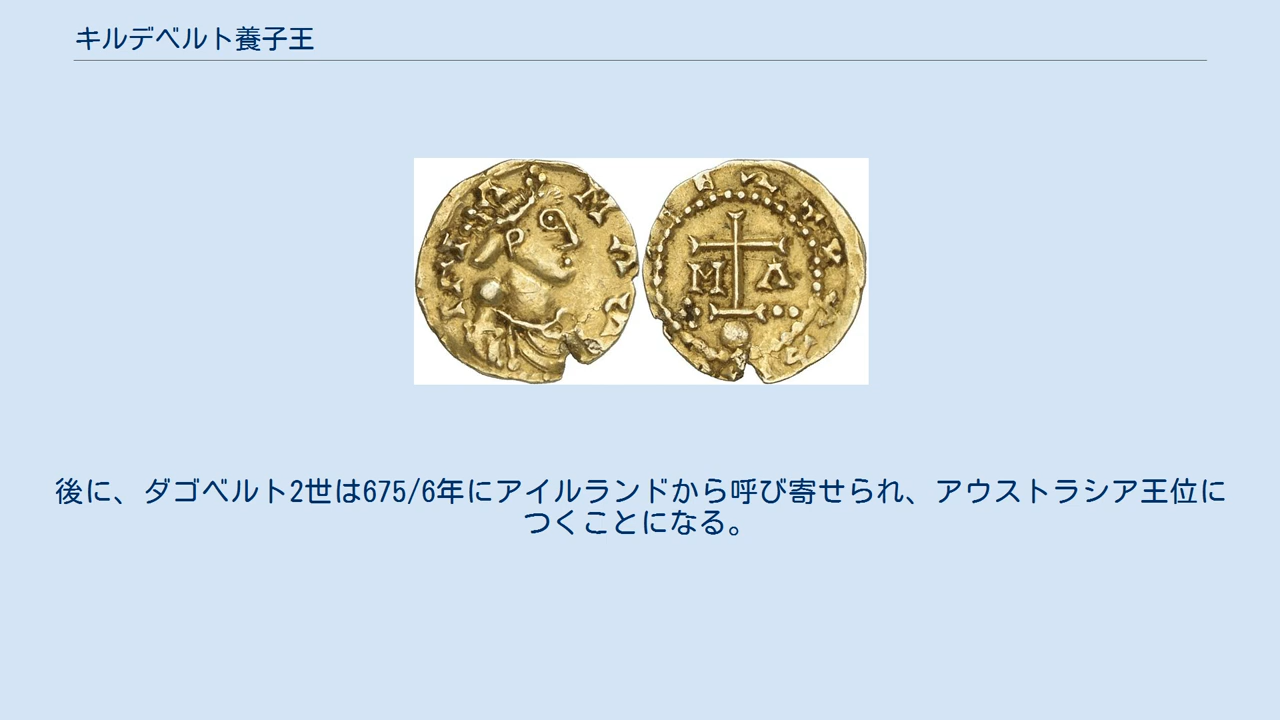 キルデベルト養子王
M Λ
後に、ダゴベルト2世は675/6年にアイルランドから呼び寄せられ、アウストラシア王位に
つくことになる。